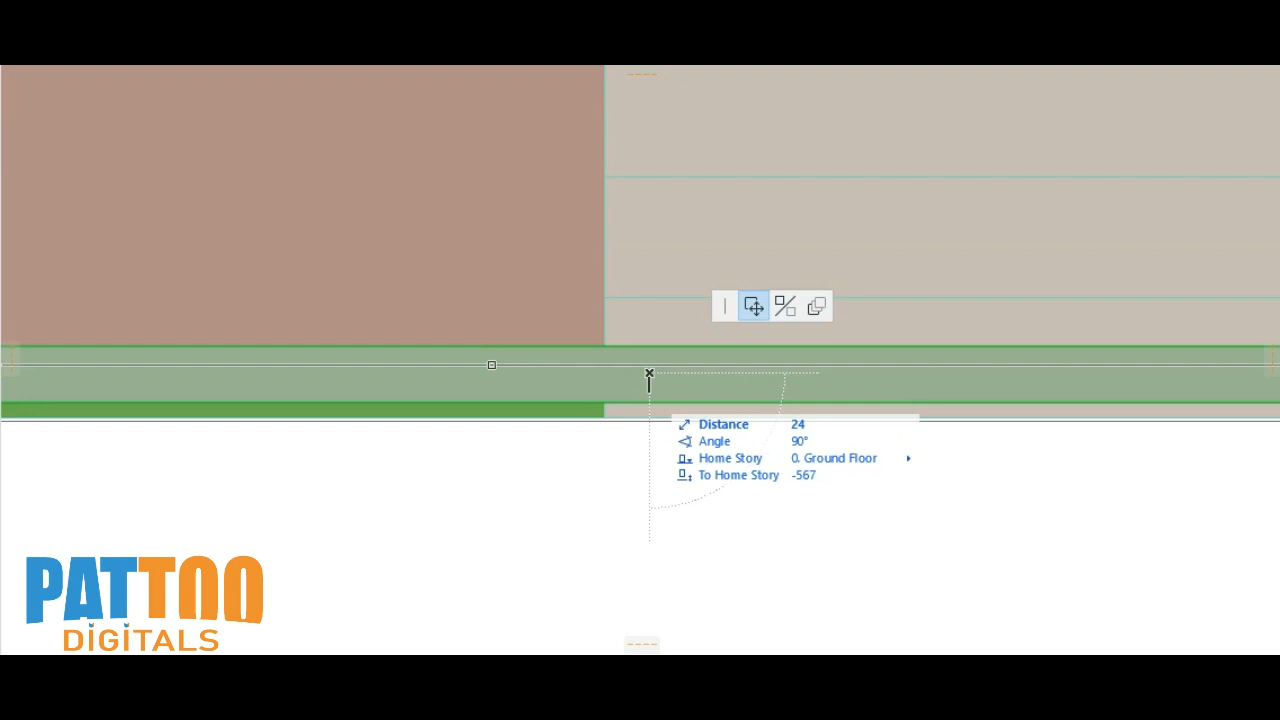 Distance 24
Angle 90°
Home Story 0. Ground Floor
To Home Story -567
PATTOO
DIGITALS